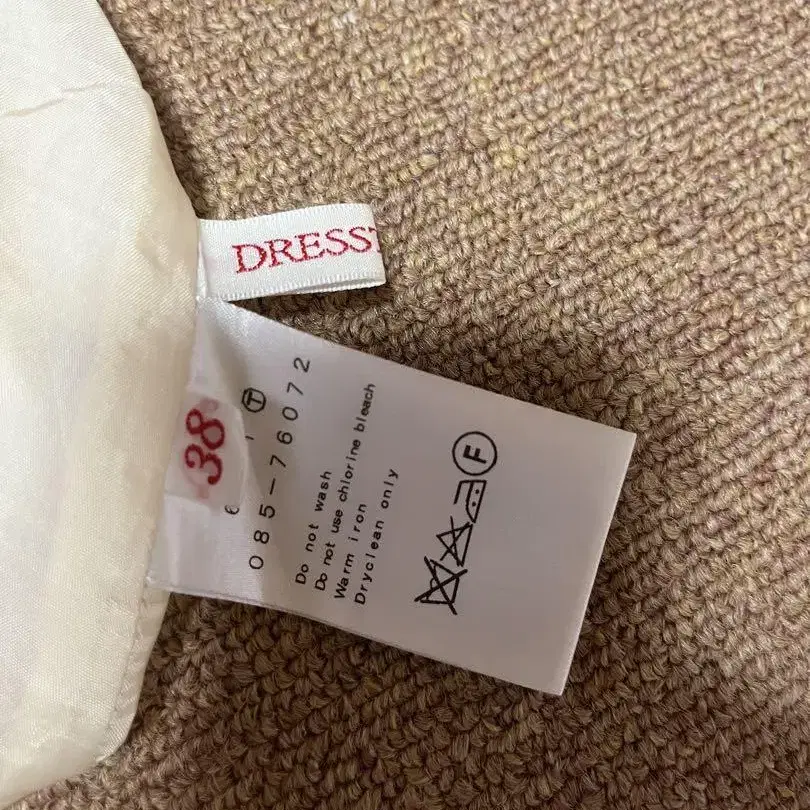 DRESS
38
T
085-76072
Do not wash
Do not use chlorine bleach
Warm iron
Dryclean only
F